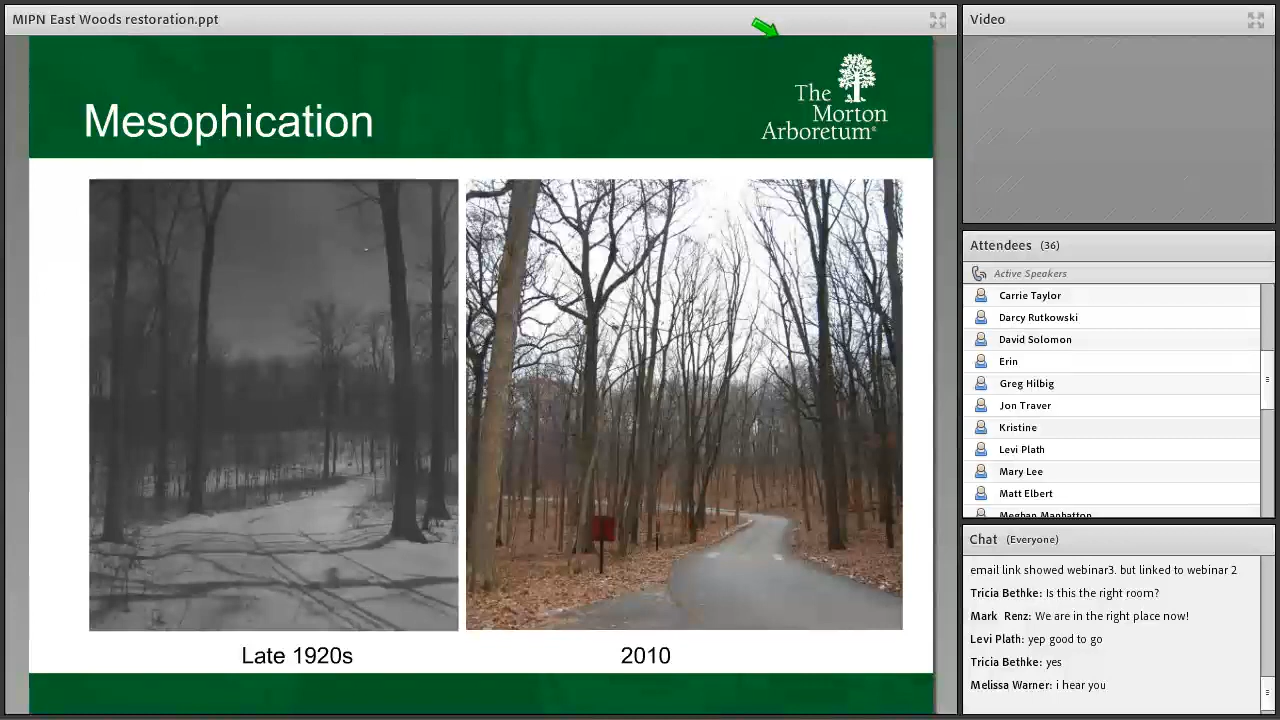 MIPN East Woods restoration.ppt
Mesophication
The
Morton
Arboretum®
Late 1920s
2010
Video
Attendees (36)
Active Speakers
Carrie Taylor
Darcy Rutkowski
David Solomon
Erin
Greg Hilbig
Jon Traver
Kristine
Levi Plath
Mary Lee
Matt Elbert
Meghan Manhatton
Chat (Everyone)
email link showed webinar3. but linked to webinar 2
Tricia Bethke: Is this the right room?
Mark Renz: We are in the right place now!
Levi Plath: yep good to go
Tricia Bethke: yes
Melissa Warner: i hear you